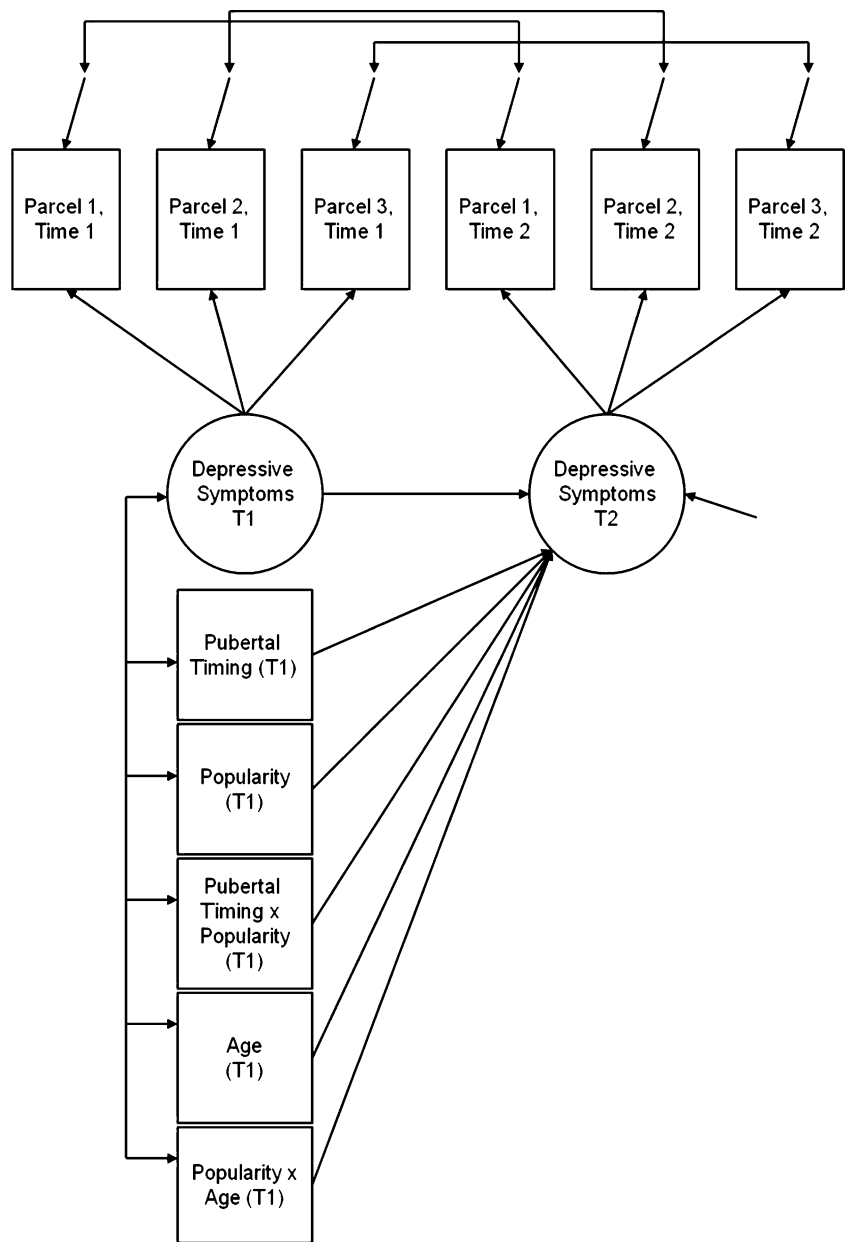 Parcel 1,
Time 1
Parcel 2,
Time 1
Parcel 3,
Time 1
Parcel 1,
Time 2
Parcel 2,
Time 2
Parcel 3,
Time 2
Depressive
Symptoms
T1
Depressive
Symptoms
T2
Pubertal
Timing (T1)
Popularity
(T1)
Pubertal
Timing x
Popularity
(T1)
Age
(T1)
Popularity x
Age (T1)